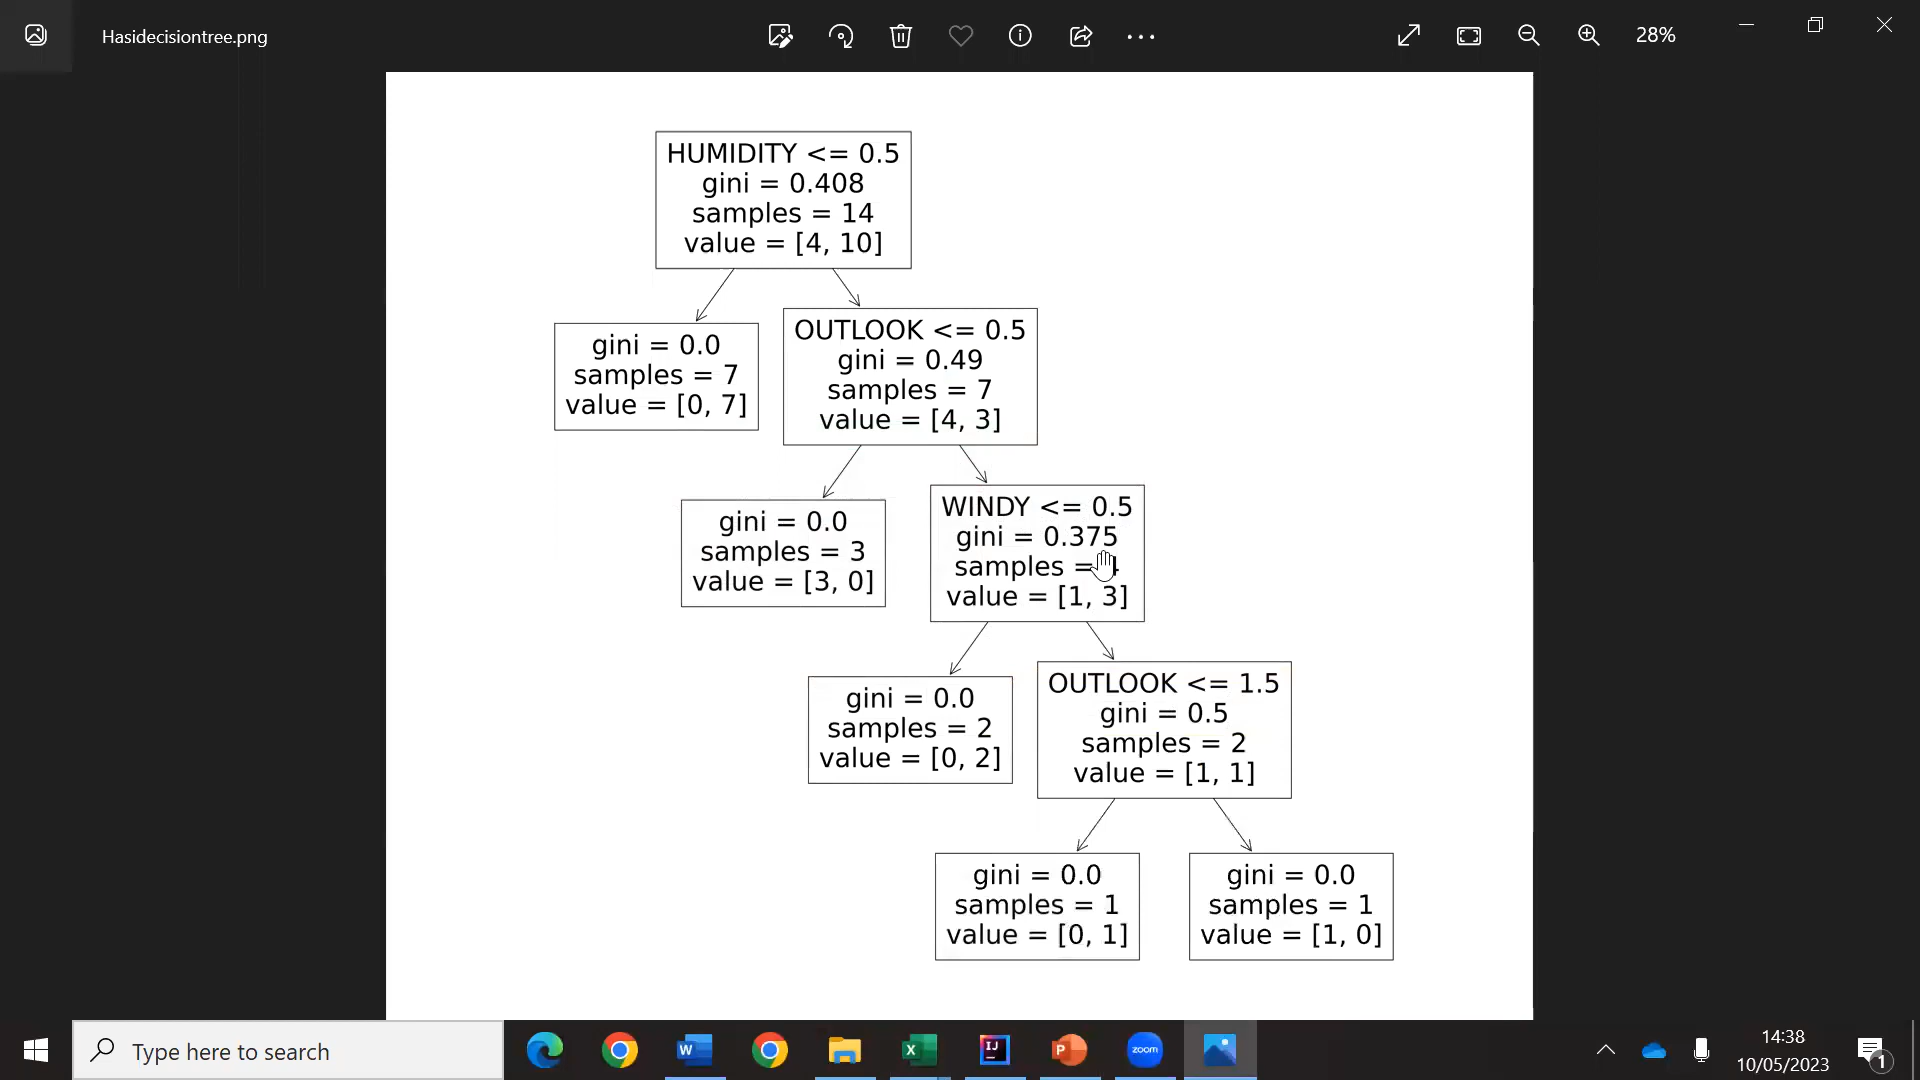 Hasidecisiontree.png
28%
HUMIDITY <= 0.5
gini = 0.408
samples = 14
value = [4, 10]
gini = 0.0
samples = 7
value = [0, 7]
OUTLOOK <= 0.5
gini = 0.49
samples = 7
value = [4, 3]
gini = 0.0
samples = 3
value = [3, 0]
WINDY <= 0.5
gini = 0.375
samples =
value = [1, 3]
gini = 0.0
samples = 2
value = [0, 2]
OUTLOOK <= 1.5
gini = 0.5
samples = 2
value = [1, 1]
gini = 0.0
samples = 1
value = [0, 1]
gini = 0.0
samples = 1
value = [1, 0]
Type here to search
W
X
IJ
P
zoom
14:38
10/05/2023
1